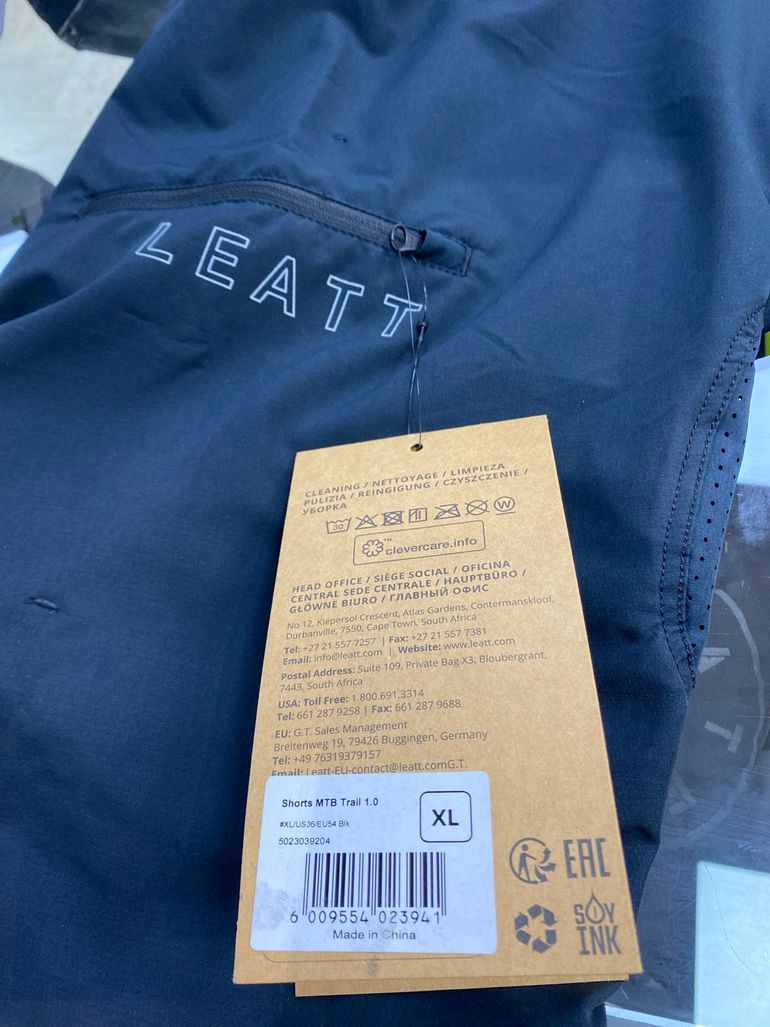 LEATT
CLEANING / NETTOYAGE / LIMPIEZA
PULIZIA / REINIGUNG / CZYSZCZENIE /
УБОРКА
30
W
™
clevercare.info
HEAD OFFICE / SIÈGE SOCIAL / OFICINA
CENTRAL SEDE CENTRALE / HAUPTBÜRO /
GŁÓWNE BIURO / ГЛАВНЫЙ ОФИС
No 12, Kiepersol Crescent, Atlas Gardens, Contermanskloof,
Durbanville, 7550, Cape Town, South Africa
Tel: +27 21 557 7257 | Fax: +27 21 557 7381
Email: info@leatt.com | Website: www.leatt.com
Postal Address: Suite 109, Private Bag X3, Bloubergrant,
7443, South Africa
USA: Toll Free: 1.800.691.3314
Tel: 661 287 9258 | Fax: 661 287 9688
EU: G.T. Sales Management
Breitenweg 19, 79426 Buggingen, Germany
Tel: +49 76319379157
Email: Leatt-EU-contact@leatt.comG.T.
Shorts MTB Trail 1.0
#XL/US36/EU54 Blk
5023039204
XL
6 009554 023941
Made in China
EAC
SOY
INK